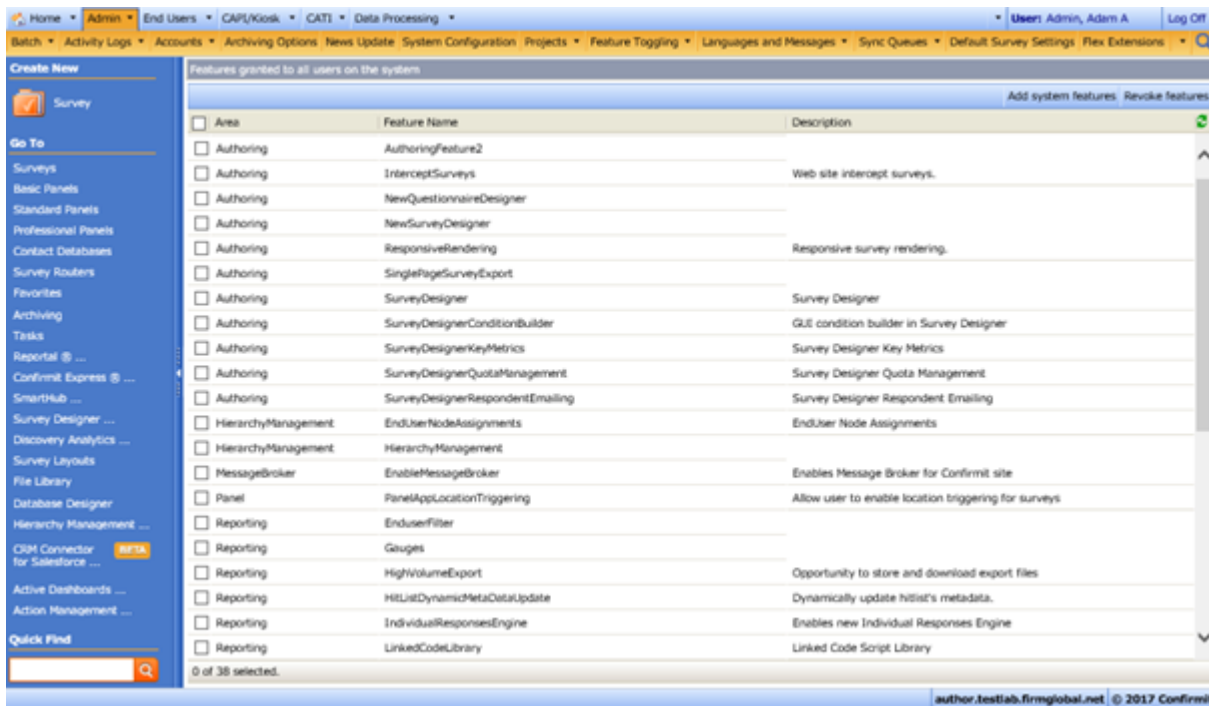 Home Admin End Users CAPI/Kiosk CATI Data Processing User: Admin, Adam A Log Off
Batch Activity Logs Accounts Archiving Options News Update System Configuration Projects Feature Toggling Languages and Messages Sync Queues Default Survey Settings Flex Extensions
Create New
Survey
Go To
Surveys
Basic Panels
Standard Panels
Professional Panels
Contact Databases
Survey Routers
Favorites
Archiving
Tasks
Reportal ® ...
Confirmit Express ® ...
SmartHub ...
Survey Designer ...
Discovery Analytics ...
Survey Layouts
File Library
Database Designer
Hierarchy Management ...
CRM Connector for Salesforce ... BETA
Active Dashboards ...
Action Management ...
Quick Find
Features granted to all users on the system
Add system features Revoke features
Area Feature Name Description
Authoring AuthoringFeature2
Authoring InterceptSurveys Web site intercept surveys.
Authoring NewQuestionnaireDesigner
Authoring NewSurveyDesigner
Authoring ResponsiveRendering Responsive survey rendering.
Authoring SinglePageSurveyExport
Authoring SurveyDesigner Survey Designer
Authoring SurveyDesignerConditionBuilder GUI condition builder in Survey Designer
Authoring SurveyDesignerKeyMetrics Survey Designer Key Metrics
Authoring SurveyDesignerQuotaManagement Survey Designer Quota Management
Authoring SurveyDesignerRespondentEmailing Survey Designer Respondent Emailing
HierarchyManagement EndUserNodeAssignments EndUser Node Assignments
HierarchyManagement HierarchyManagement
MessageBroker EnableMessageBroker Enables Message Broker for Confirmit site
Panel PanelAppLocationTriggering Allow user to enable location triggering for surveys
Reporting EnduserFilter
Reporting Gauges
Reporting HighVolumeExport Opportunity to store and download export files
Reporting HitListDynamicMetaDataUpdate Dynamically update hitlist's metadata.
Reporting IndividualResponsesEngine Enables new Individual Responses Engine
Reporting LinkedCodeLibrary Linked Code Script Library
0 of 38 selected.
author.testlab.firmglobal.net © 2017 Confirmit